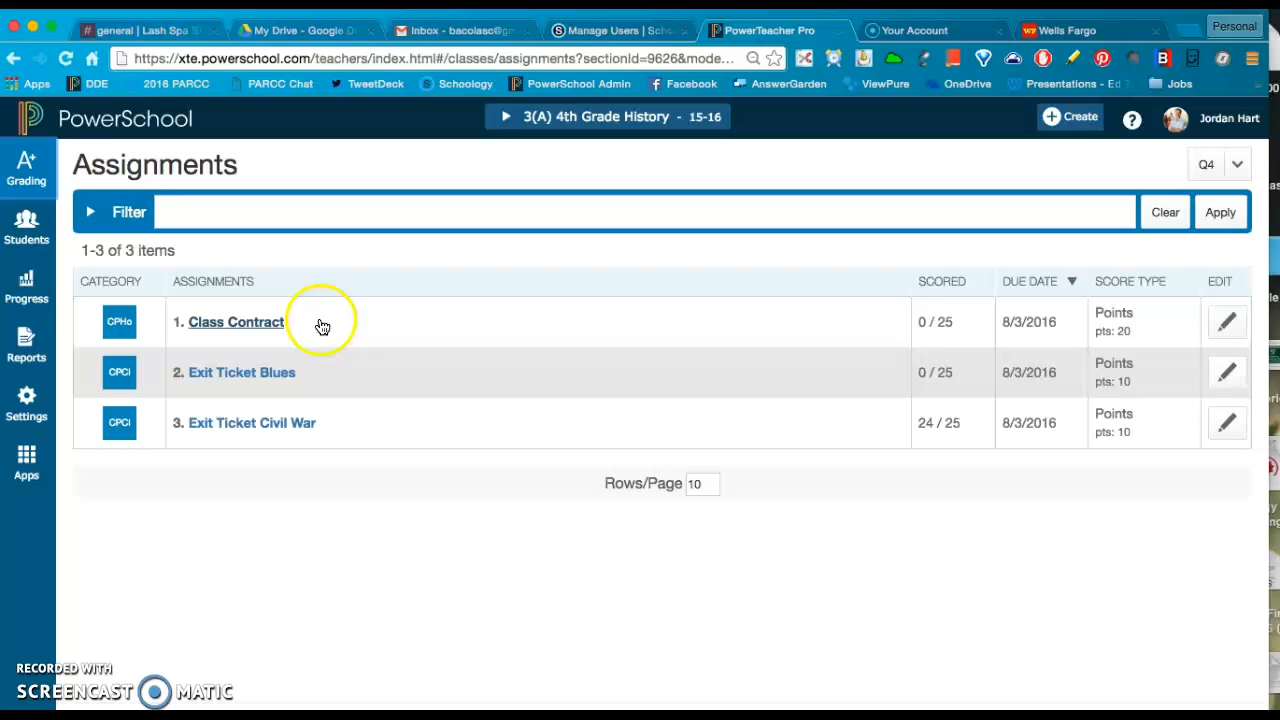 # general | Lash Spa
My Drive - Google D
Inbox - bacolasc@g
Manage Users | Scho
PowerTeacher Pro
Your Account
Wells Fargo
Personal
https://xte.powerschool.com/teachers/index.html#/classes/assignments?sectionId=9626&mode...
Apps
DDE
2016 PARCC
PARCC Chat
TweetDeck
Schoology
PowerSchool Admin
Facebook
AnswerGarden
ViewPure
OneDrive
Presentations - Ed
Jobs
PowerSchool
3(A) 4th Grade History - 15-16
Create
?
Jordan Hart
A+
Grading
Students
Progress
Reports
Settings
Apps
Assignments
Q4
Filter
Clear
Apply
1-3 of 3 items
CATEGORY ASSIGNMENTS SCORED DUE DATE SCORE TYPE EDIT
CPHo 1. Class Contract 0 / 25 8/3/2016 Points
pts: 20
CPCl 2. Exit Ticket Blues 0 / 25 8/3/2016 Points
pts: 10
CPCl 3. Exit Ticket Civil War 24 / 25 8/3/2016 Points
pts: 10
Rows/Page 10
RECORDED WITH
SCREENCAST MATIC